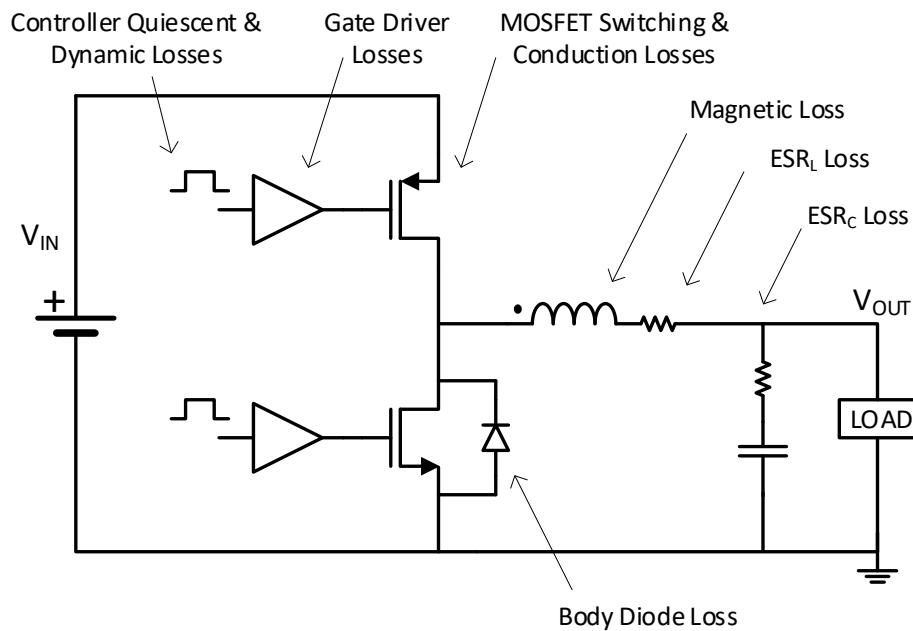 Controller Quiescent &
Dynamic Losses
Gate Driver
Losses
MOSFET Switching &
Conduction Losses
Magnetic Loss
ESRL Loss
ESRC Loss
VIN
+
VOUT
LOAD
Body Diode Loss